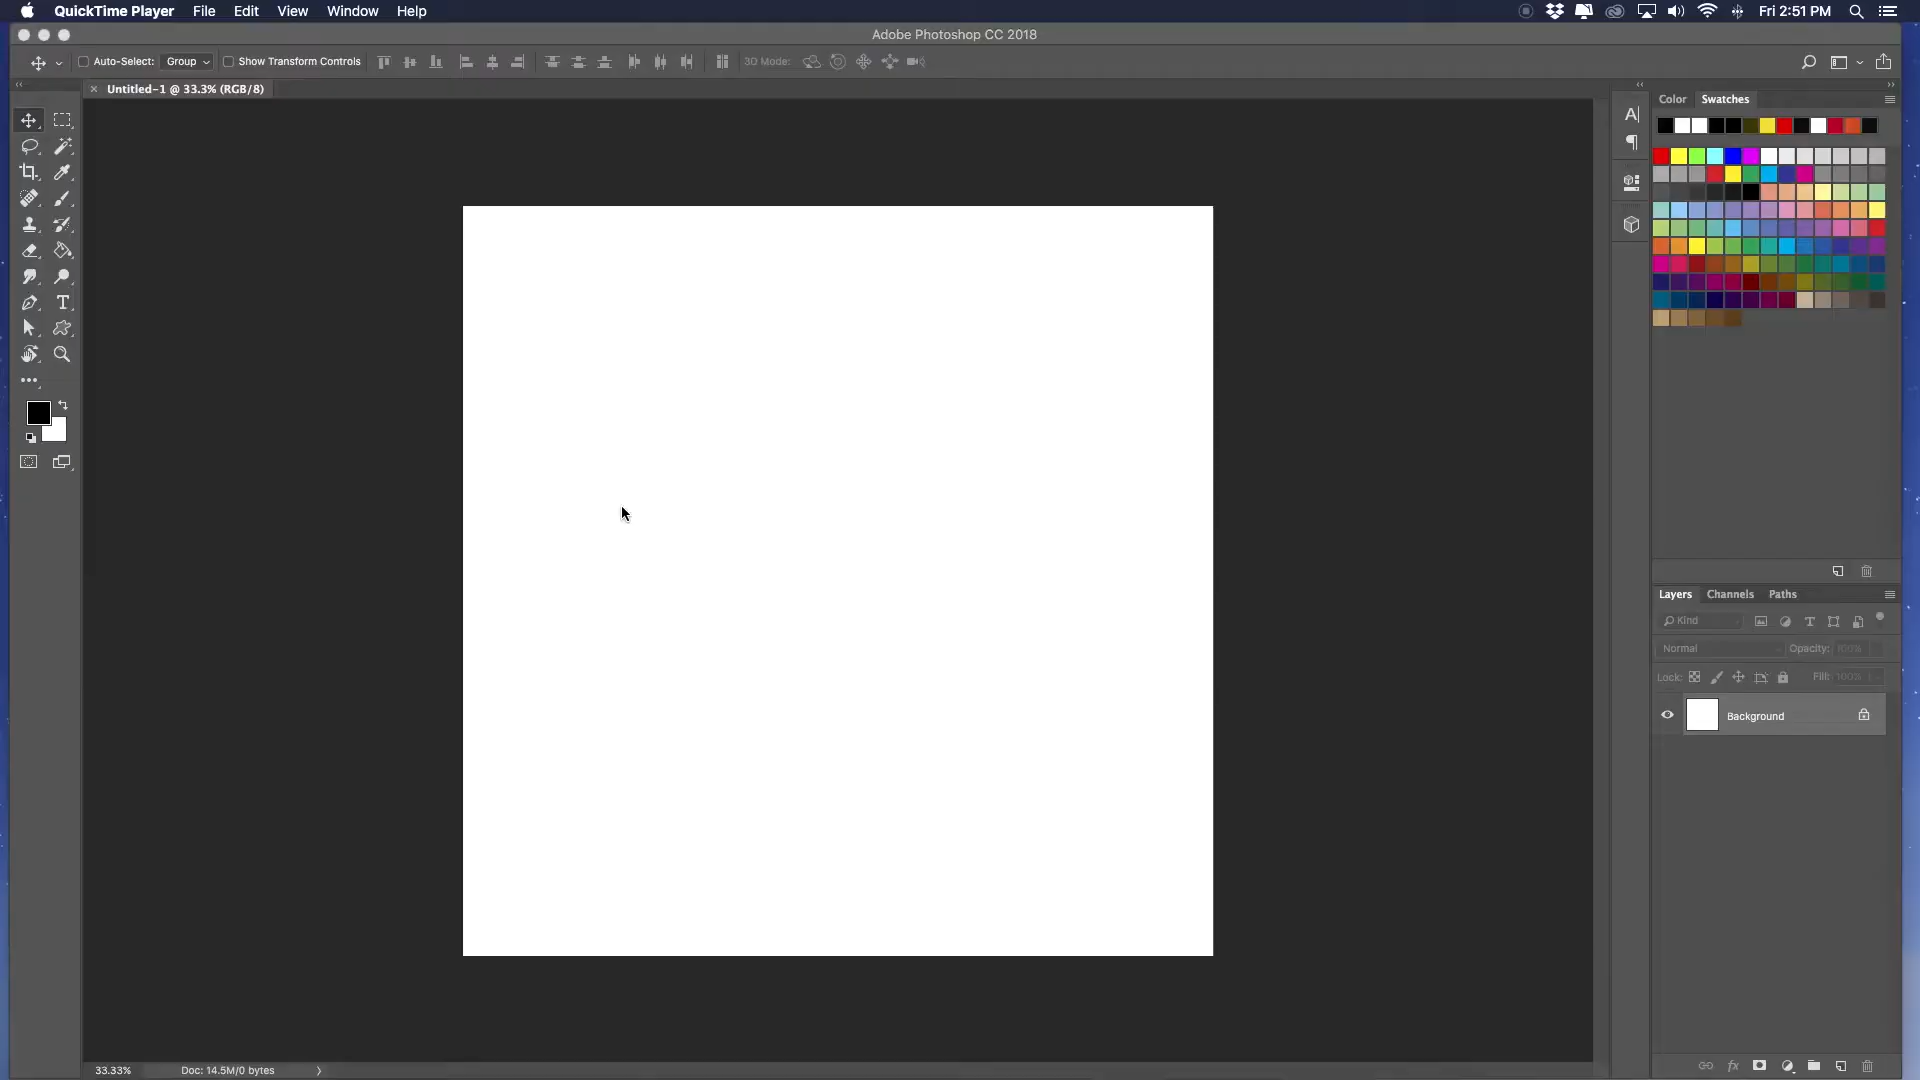 QuickTime Player File Edit View Window Help Fri 2:51 PM
Adobe Photoshop CC 2018
Auto-Select: Group Show Transform Controls 3D Mode:
Untitled-1 @ 33.3% (RGB/8)
Color Swatches
Layers Channels Paths
Kind
Normal Opacity: 100%
Lock: Fill: 100%
Background
33.33% Doc: 14.5M/0 bytes